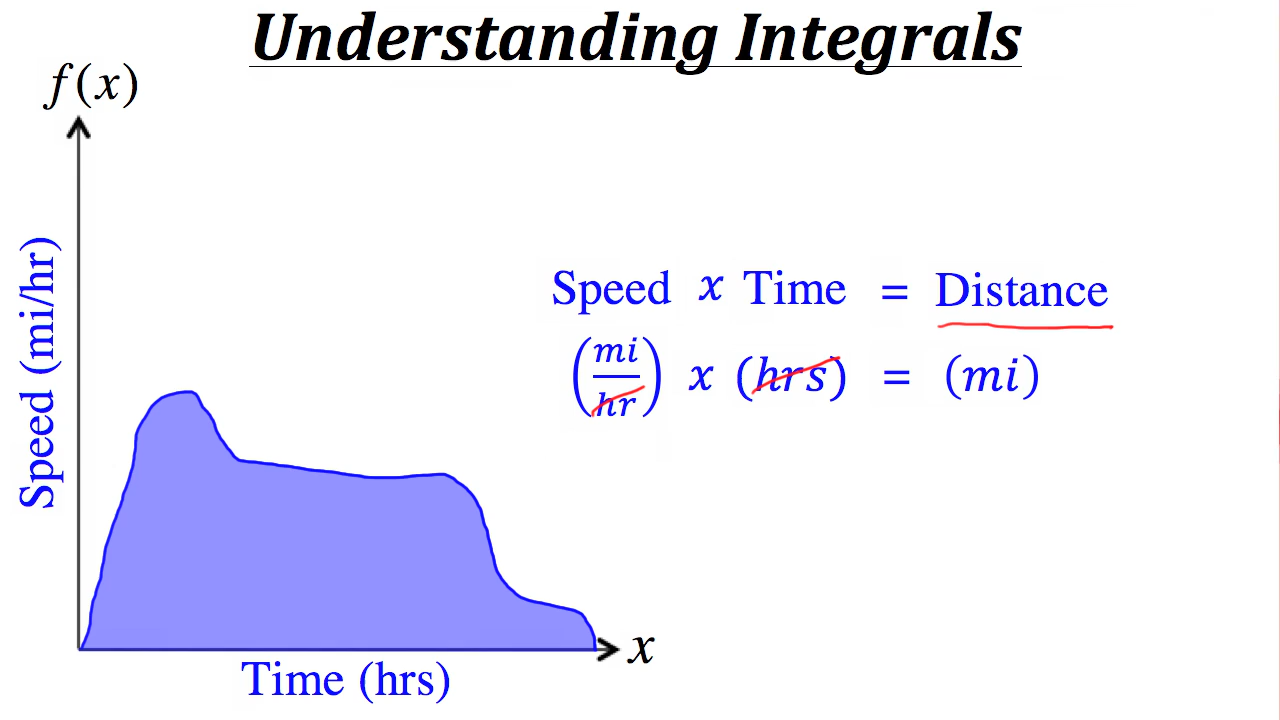 Understanding Integrals
f(x)
Speed (mi/hr)
Speed x Time = Distance
(mi/hr) x (hrs) = (mi)
x
Time (hrs)